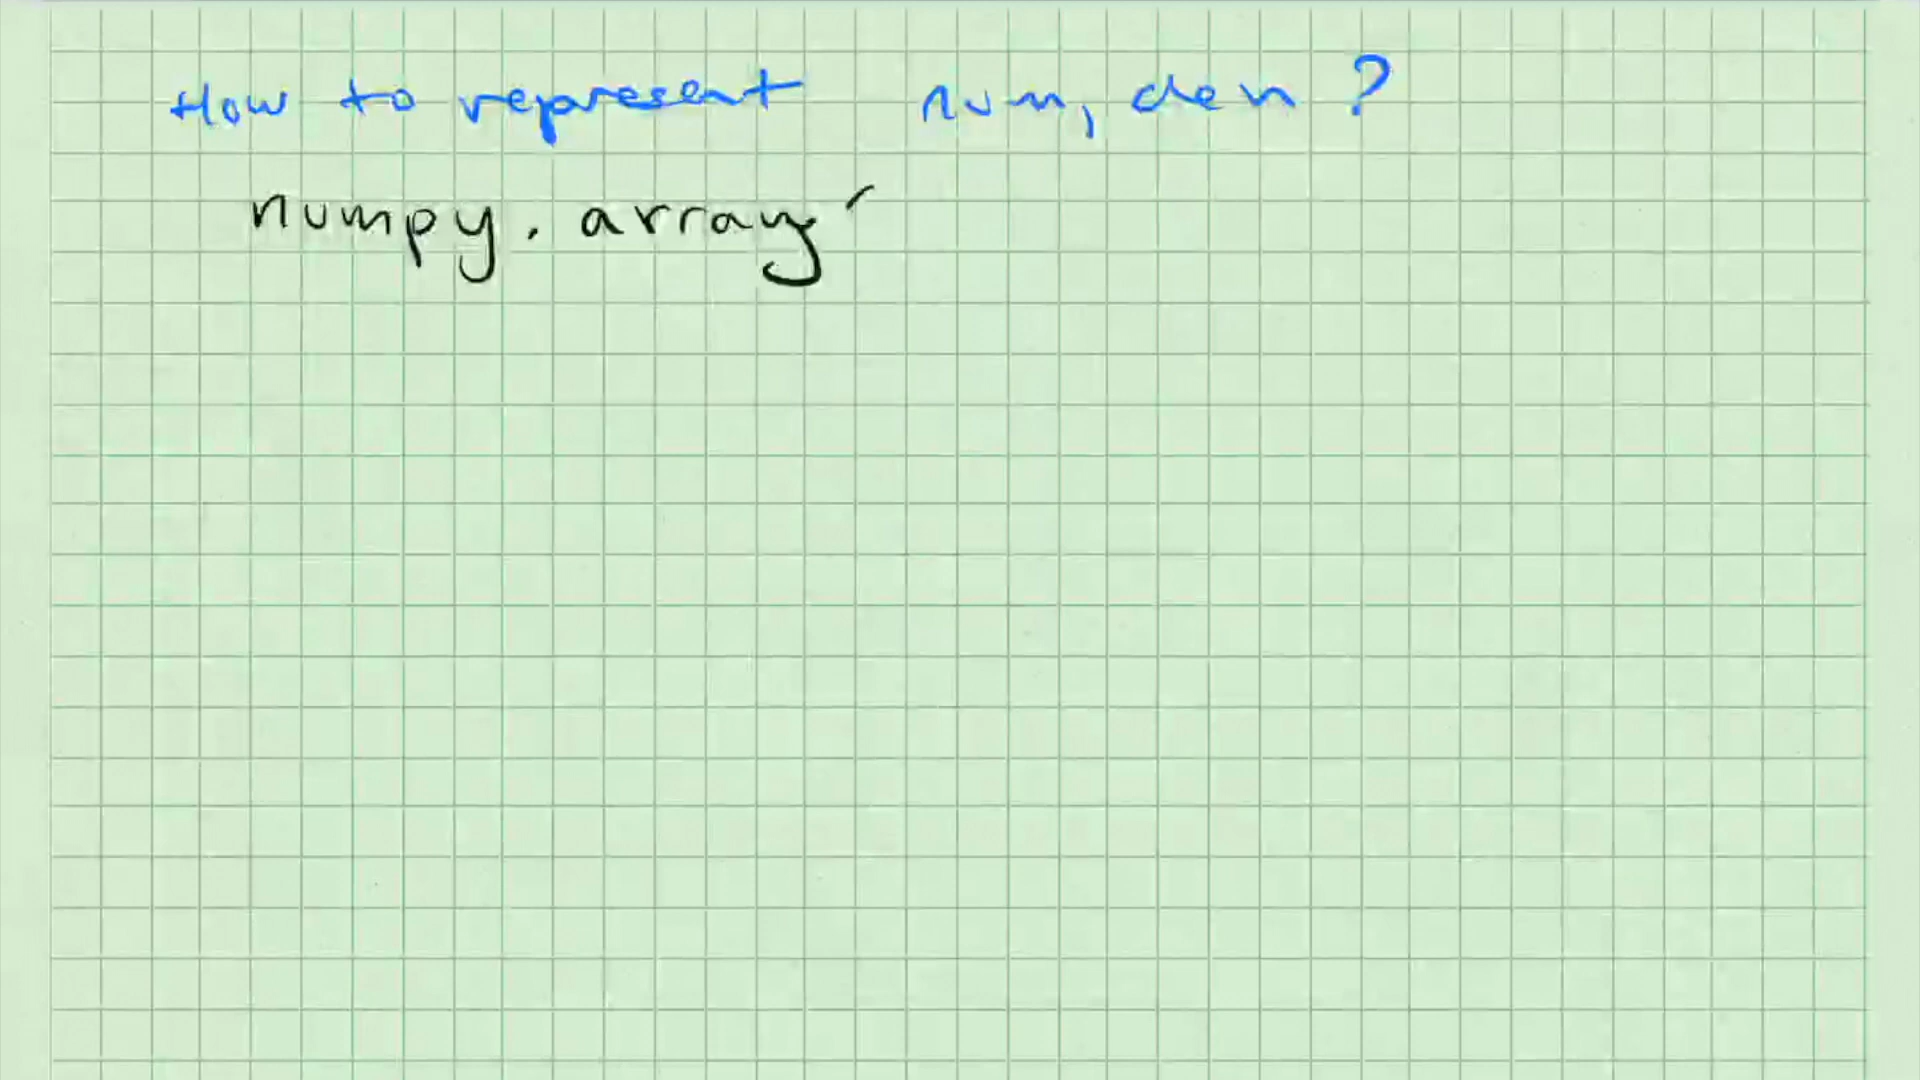 How to represent num, den ?
numpy. array